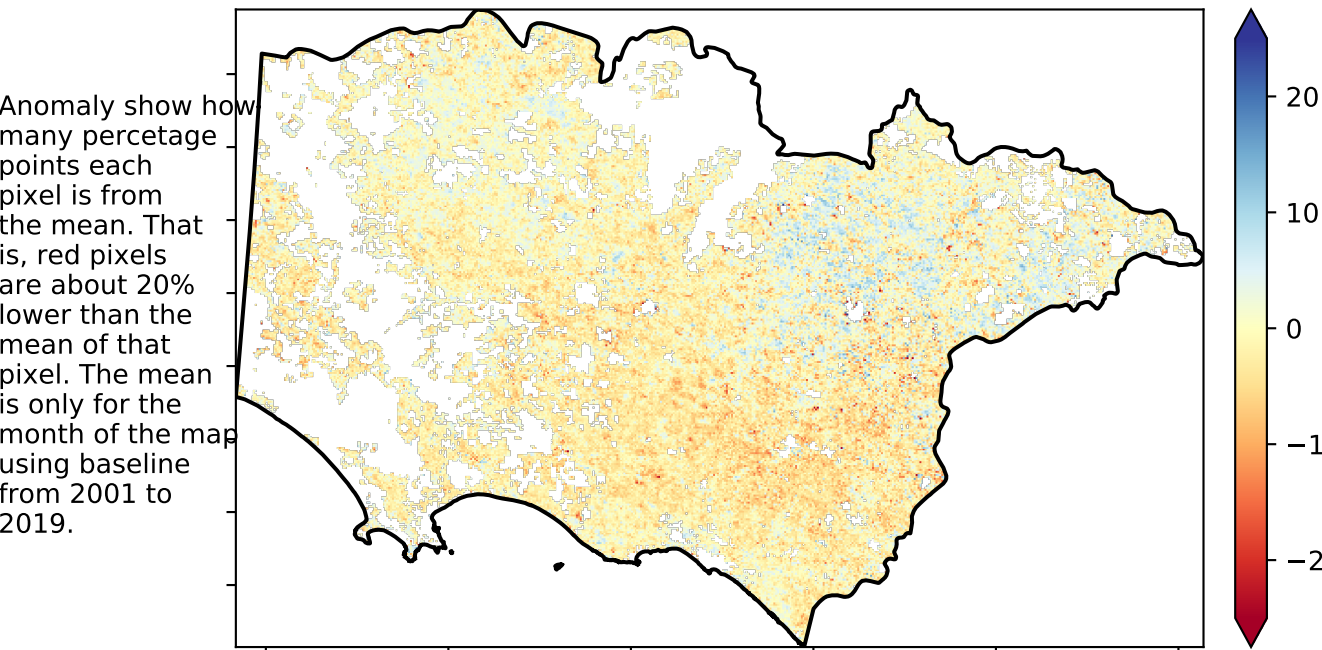 Anomaly show how
many percetage
points each
pixel is from
the mean. That
is, red pixels
are about 20%
lower than the
mean of that
pixel. The mean
is only for the
month of the map
using baseline
from 2001 to
2019.
20
10
0
−1
−2